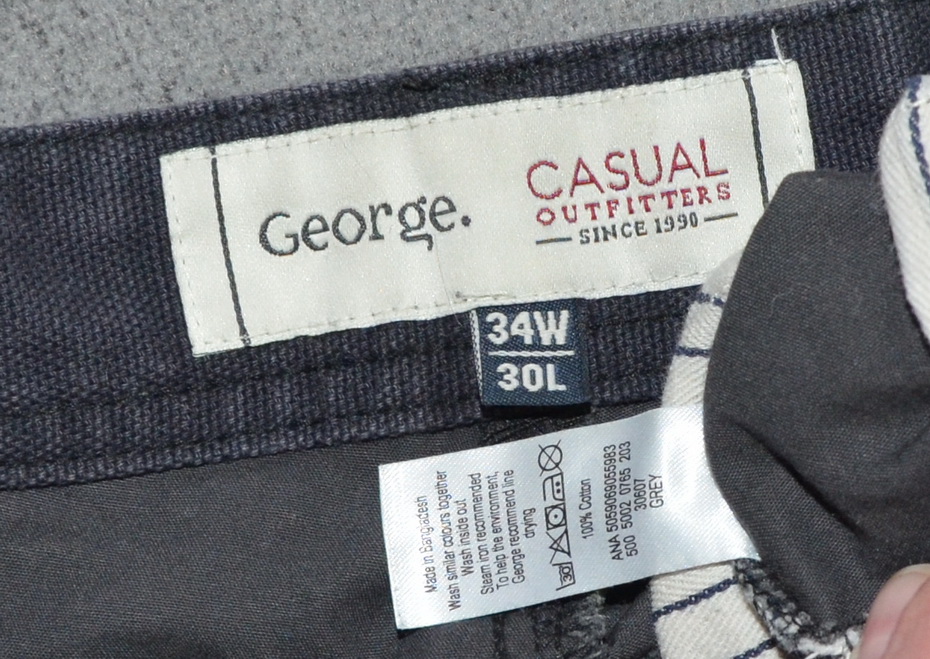 George.
CASUAL
OUTFITTERS
SINCE 1990
34W
30L
Made in Bangladesh
Wash similar colours together
Wash inside out
Steam iron recommended
To help the environment,
George recommend line
drying
30
100% Cotton
ANA 5059069055983
500 5002 0765 203
30607
GREY